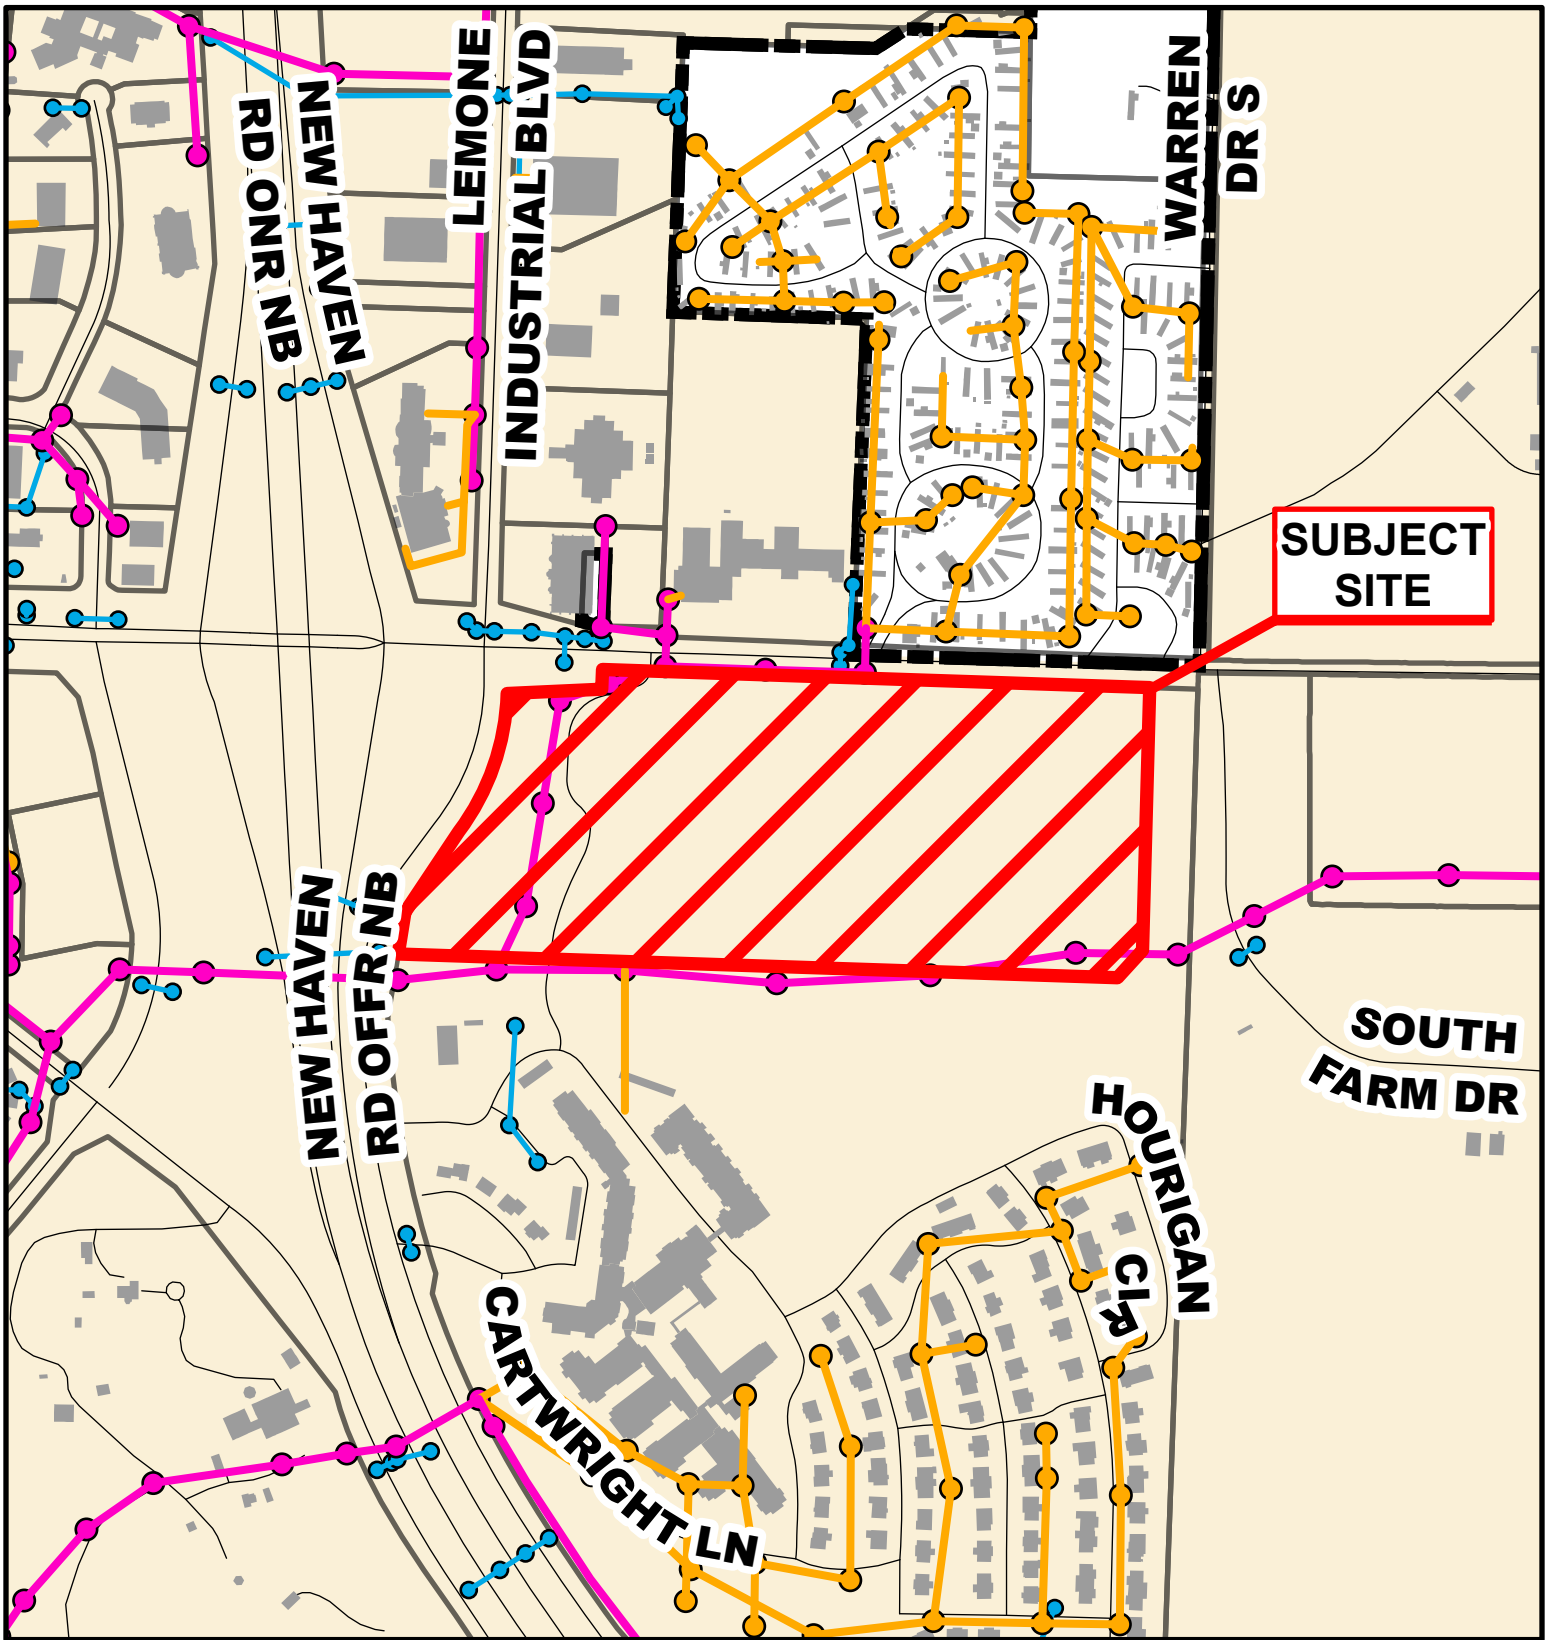 LEMONE
INDUSTRIAL BLVD
WARREN
DR S
NEW HAVEN
RD ONR NB
SUBJECT
SITE
NEW HAVEN
RD OFFR NB
SOUTH
FARM DR
HOURIGAN
CIR
CARTWRIGHT LN